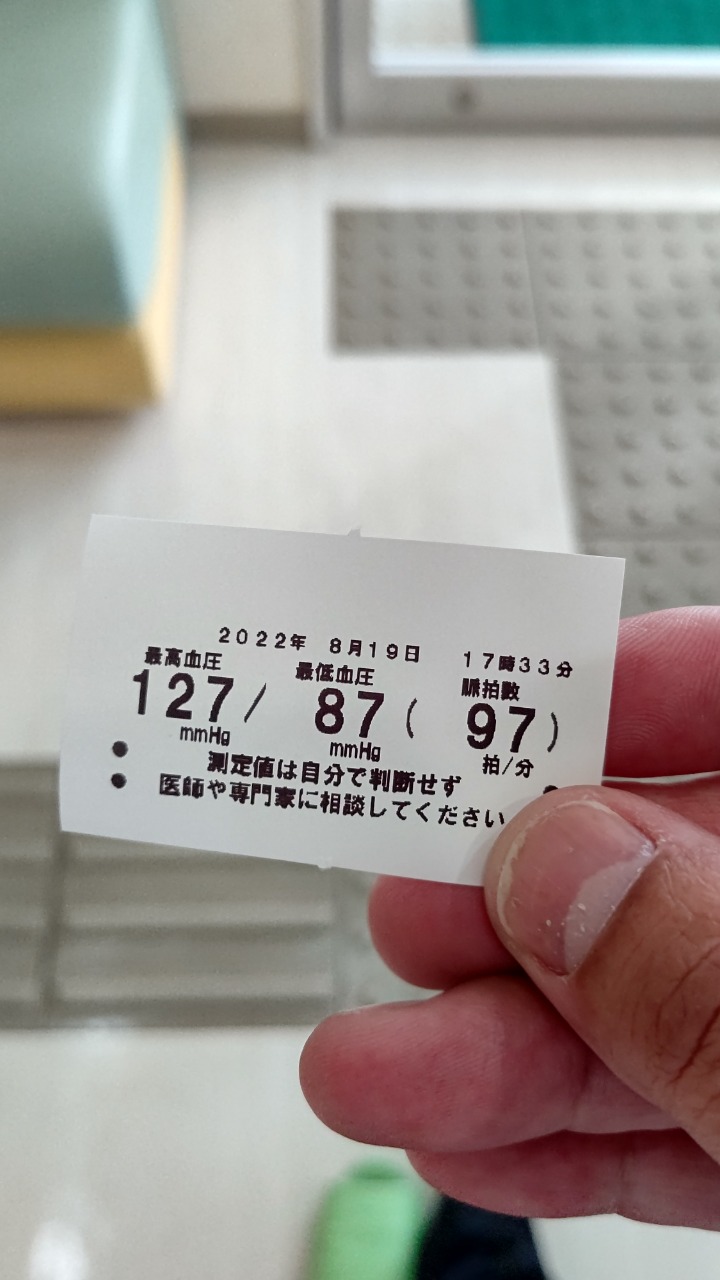 2022年 8月19日 17時33分
最高血圧 最低血圧 脈拍数
127/ 87( 97)
mmHg mmHg 拍/分
測定値は自分で判断せず
医師や専門家に相談してください